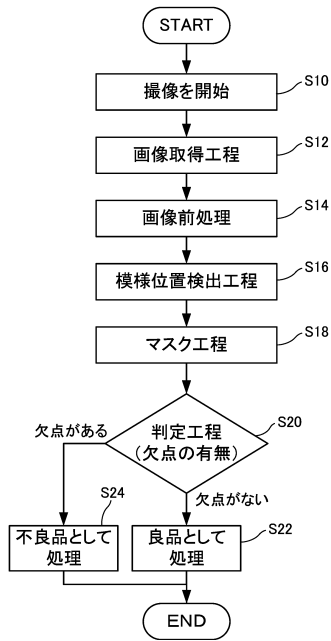 START
撮像を開始
S10
画像取得工程
S12
画像前処理
S14
模様位置検出工程
S16
マスク工程
S18
判定工程
(欠点の有無)
S20
欠点がある
欠点がない
S24
不良品として
処理
良品として
処理
S22
END